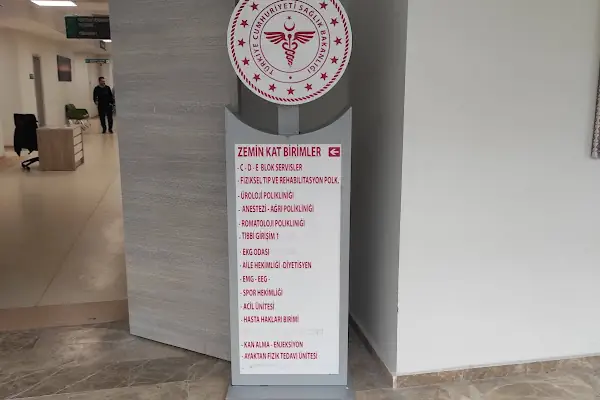 TÜRKİYE CUMHURİYETİ SAĞLIK BAKANLIĞI
ZEMİN KAT BİRİMLER
- Ç - D - E BLOK SERVİSLER
- FİZİKSEL TIP VE REHABİLİTASYON POLK.
- ÜROLOJİ POLİKLİNİĞİ
- ANESTEZİ - AĞRI POLİKLİNİĞİ
- ROMATOLOJİ POLİKLİNİĞİ
- TIBBİ GİRİŞİM 1
- EKG ODASI
- AİLE HEKİMLİĞİ -DİYETİSYEN
- EMG - EEG -
- SPOR HEKİMLİĞİ
- ACİL ÜNİTESİ
- HASTA HAKLARI BİRİMİ
- KAN ALMA - ENJEKSİYON
- AYAKTAN FİZİK TEDAVİ ÜNİTESİ